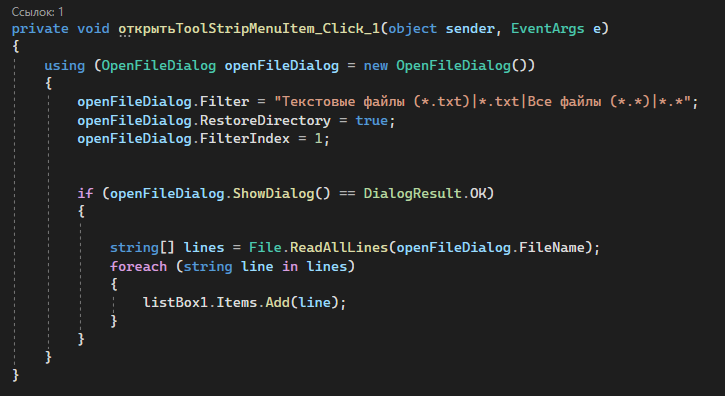 Ссылок: 1
private void открытьToolStripMenuItem_Click_1(object sender, EventArgs e)
{
using (OpenFileDialog openFileDialog = new OpenFileDialog())
{
openFileDialog.Filter = "Текстовые файлы (*.txt)|*.txt|Все файлы (*.*)|*.*";
openFileDialog.RestoreDirectory = true;
openFileDialog.FilterIndex = 1;
if (openFileDialog.ShowDialog() == DialogResult.OK)
{
string[] lines = File.ReadAllLines(openFileDialog.FileName);
foreach (string line in lines)
{
listBox1.Items.Add(line);
}
}
}
}